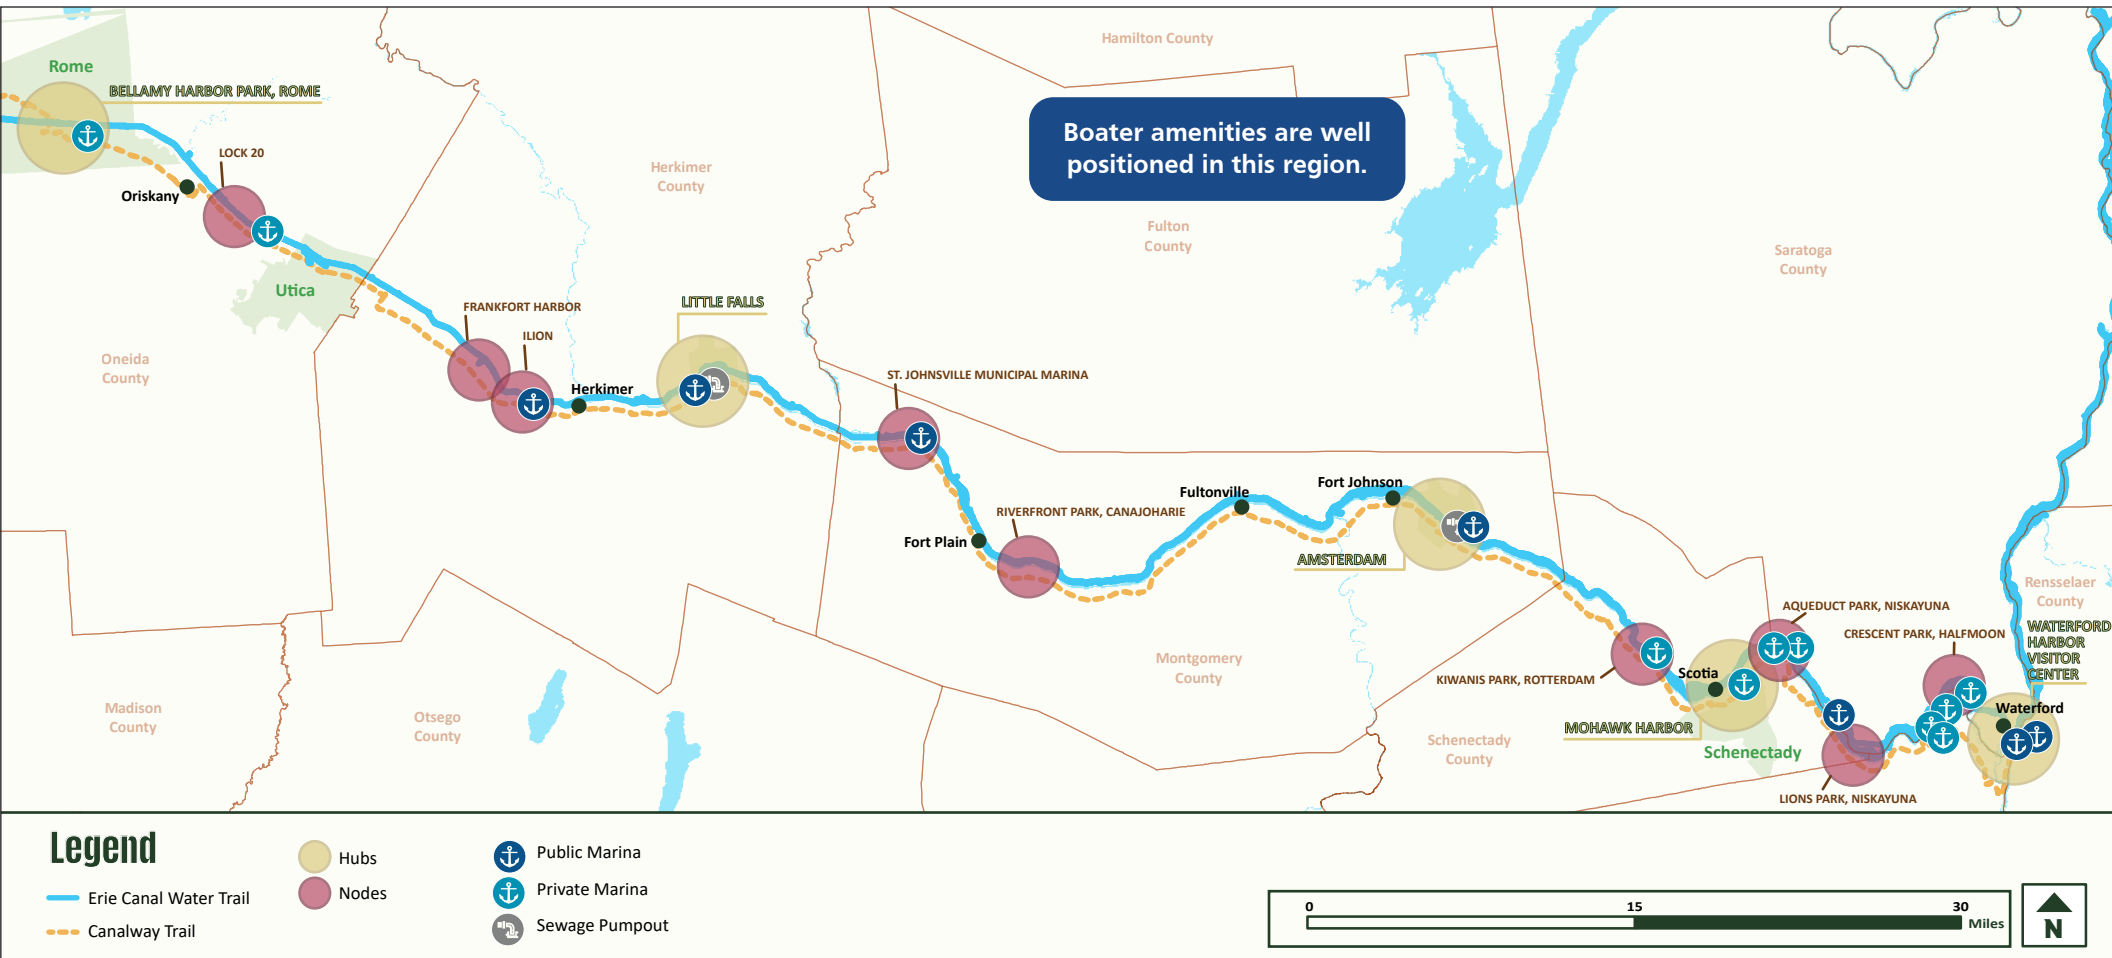 Hamilton County
Rome
BELLAMY HARBOR PARK, ROME
Boater amenities are well
positioned in this region.
LOCK 20
Herkimer
County
Oriskany
Fulton
County
Saratoga
County
Utica
LITTLE FALLS
FRANKFORT HARBOR
ILION
Oneida
County
Herkimer
ST. JOHNSVILLE MUNICIPAL MARINA
Fort Johnson
Fultonville
RIVERFRONT PARK, CANAJOHARIE
Fort Plain
AMSTERDAM
Rensselaer
County
AQUEDUCT PARK, NISKAYUNA
CRESCENT PARK, HALFMOON
WATERFORD
HARBOR
VISITOR
CENTER
Montgomery
County
Scotia
KIWANIS PARK, ROTTERDAM
Waterford
Madison
County
Otsego
County
MOHAWK HARBOR
Schenectady
County
Schenectady
LIONS PARK, NISKAYUNA
Legend
Erie Canal Water Trail
Canalway Trail
Hubs
Nodes
Public Marina
Private Marina
Sewage Pumpout
0 15 30
Miles
N